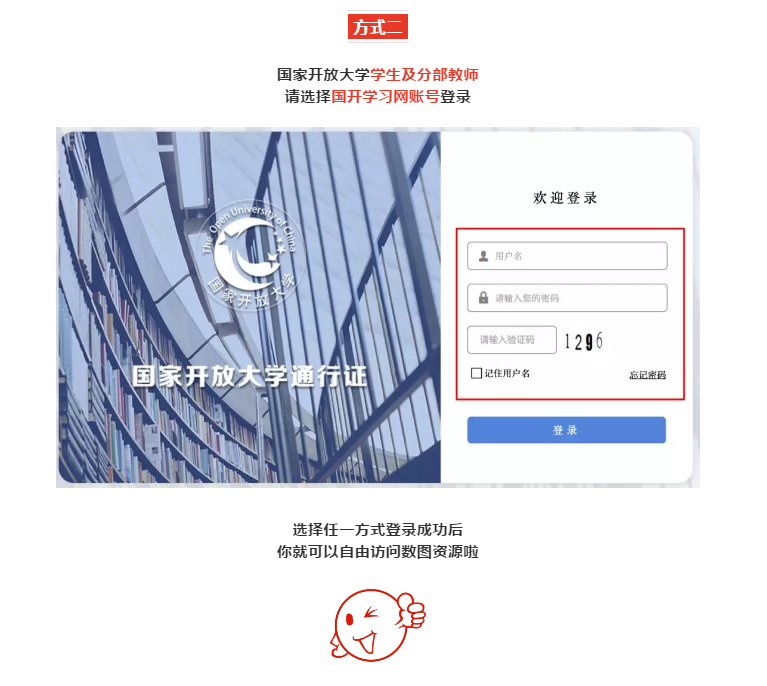 方式二
国家开放大学学生及分部教师
请选择国开学习网账号登录
The Open University of China
国家开放大学
国家开放大学通行证
欢迎登录
用户名
请输入您的密码
请输入验证码 1296
记住用户名 忘记密码
登录
选择任一方式登录成功后
你就可以自由访问数图资源啦